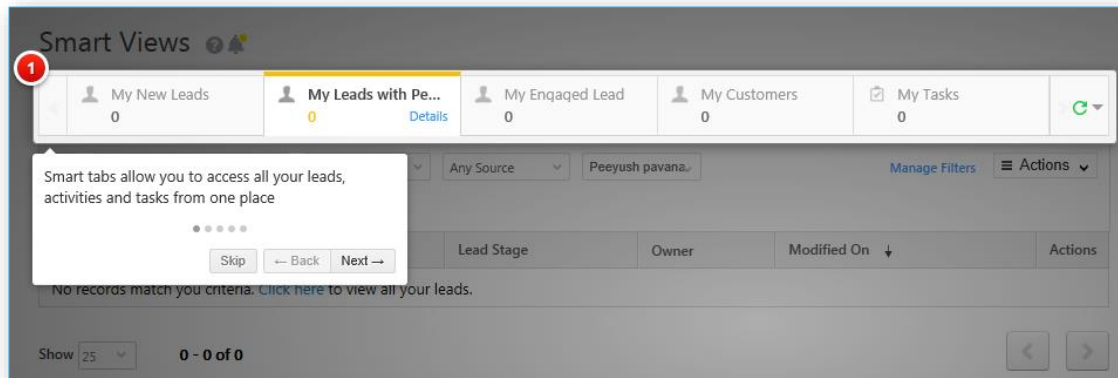 Smart Views
1
My New Leads
0
My Leads with Pe...
0 Details
My Engaged Lead
0
My Customers
0
My Tasks
0
Any Source Peeyush pavana Manage Filters Actions
Smart tabs allow you to access all your leads,
activities and tasks from one place
Skip ← Back Next →
Lead Stage Owner Modified On ↓ Actions
No records match you criteria. Click here to view all your leads.
Show 25 0 - 0 of 0